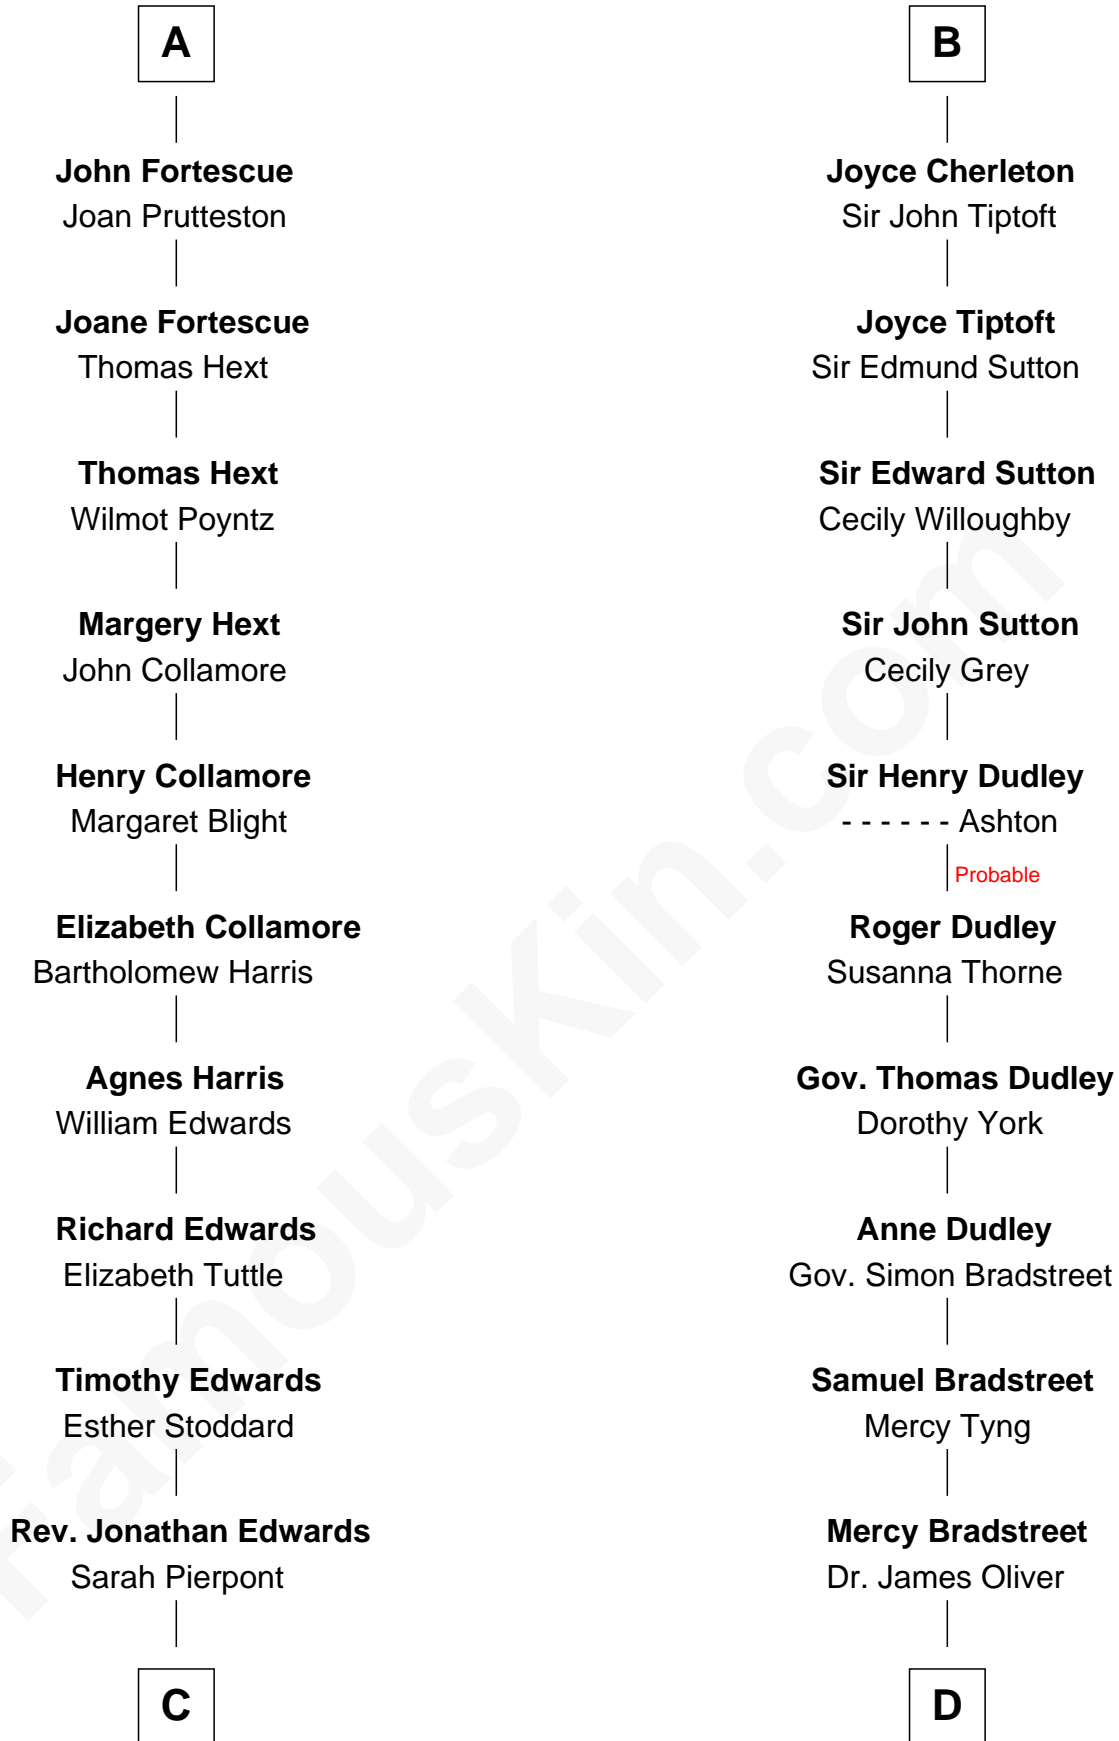 A
John Fortescue
Joan Prutteston
Joane Fortescue
Thomas Hext
Thomas Hext
Wilmot Poyntz
Margery Hext
John Collamore
Henry Collamore
Margaret Blight
Elizabeth Collamore
Bartholomew Harris
Agnes Harris
William Edwards
Richard Edwards
Elizabeth Tuttle
Timothy Edwards
Esther Stoddard
Rev. Jonathan Edwards
Sarah Pierpont
C
B
Joyce Cherleton
Sir John Tiptoft
Joyce Tiptoft
Sir Edmund Sutton
Sir Edward Sutton
Cecily Willoughby
Sir John Sutton
Cecily Grey
Sir Henry Dudley
- - - - - - Ashton
Probable
Roger Dudley
Susanna Thorne
Gov. Thomas Dudley
Dorothy York
Anne Dudley
Gov. Simon Bradstreet
Samuel Bradstreet
Mercy Tyng
Mercy Bradstreet
Dr. James Oliver
D
FamousKin.com